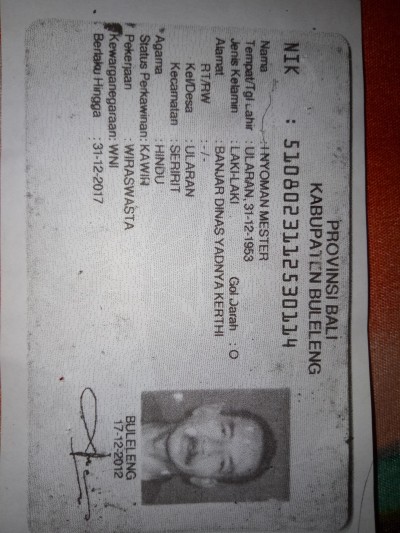 PROVINSI BALI
KABUPATEN BULELENG
NIK : 5108023112530114
Nama : I NYOMAN MESTER
Tempat/Tgl Lahir : ULARAN, 31-12-1953
Jenis Kelamin : LAKI-LAKI Gol Darah : O
Alamat : BANJAR DINAS YADNYA KERTHI
RT/RW : -/-
Kel/Desa : ULARAN
Kecamatan : SERIRIT
Agama : HINDU
Status Perkawinan: KAWIN
Pekerjaan : WIRASWASTA
Kewarganegaraan: WNI
Berlaku Hingga : 31-12-2017
BULELENG
17-12-2012